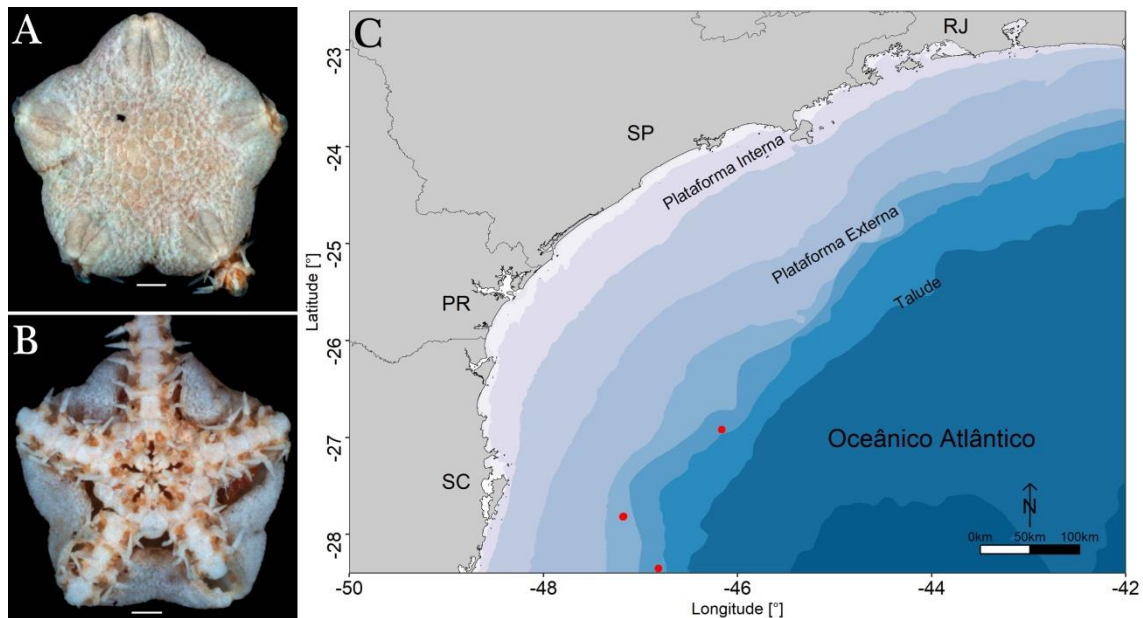 A
B
C
RJ
SP
PR
SC
Plataforma Interna
Plataforma Externa
Talude
Oceânico Atlântico
N
0km 50km 100km
-23
-24
-25
-26
-27
-28
Latitude [°]
-50 -48 -46 -44 -42
Longitude [°]